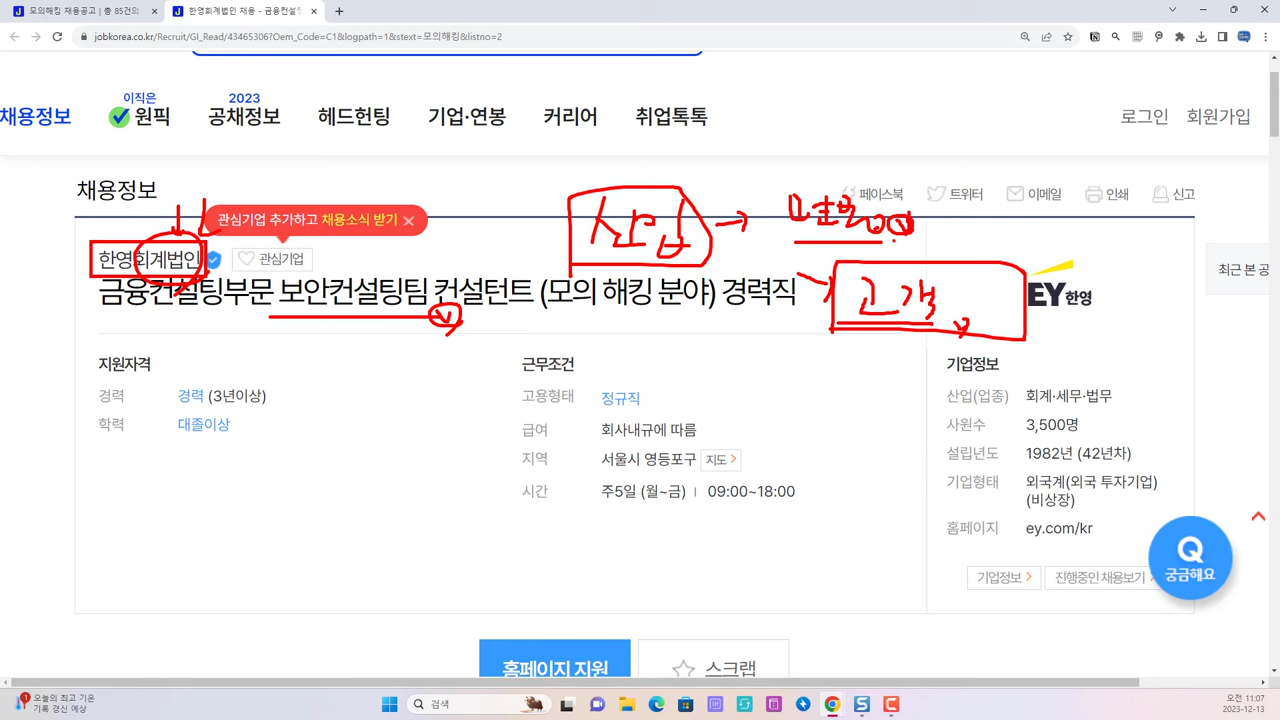 모의해킹 채용공고 | 총 85건의
한영회계법인 채용 - 금융컨설팅
jobkorea.co.kr/Recruit/GI_Read/43465306?Oem_Code=C1&logpath=1&stext=모의해킹&listno=2
채용정보
이직은
원픽
2023
공채정보
헤드헌팅
기업·연봉
커리어
취업톡톡
로그인
회원가입
채용정보
페이스북
트위터
이메일
인쇄
신고
관심기업 추가하고 채용소식 받기
한영회계법인
관심기업
금융컨설팅부문 보안컨설팅팀 컨설턴트 (모의 해킹 분야) 경력직
고객
EY한영
최근 본 공
지원자격
경력 경력 (3년이상)
학력 대졸이상
근무조건
고용형태 정규직
급여 회사내규에 따름
지역 서울시 영등포구 지도
시간 주5일 (월~금) 09:00~18:00
기업정보
산업(업종) 회계·세무·법무
사원수 3,500명
설립년도 1982년 (42년차)
기업형태 외국계(외국 투자기업)
(비상장)
홈페이지 ey.com/kr
기업정보
진행중인 채용보기
Q
궁금해요
홈페이지 지원
스크랩
오늘의 최고 기온
기록 경신 예상
검색
오전 11:07
2023-12-13